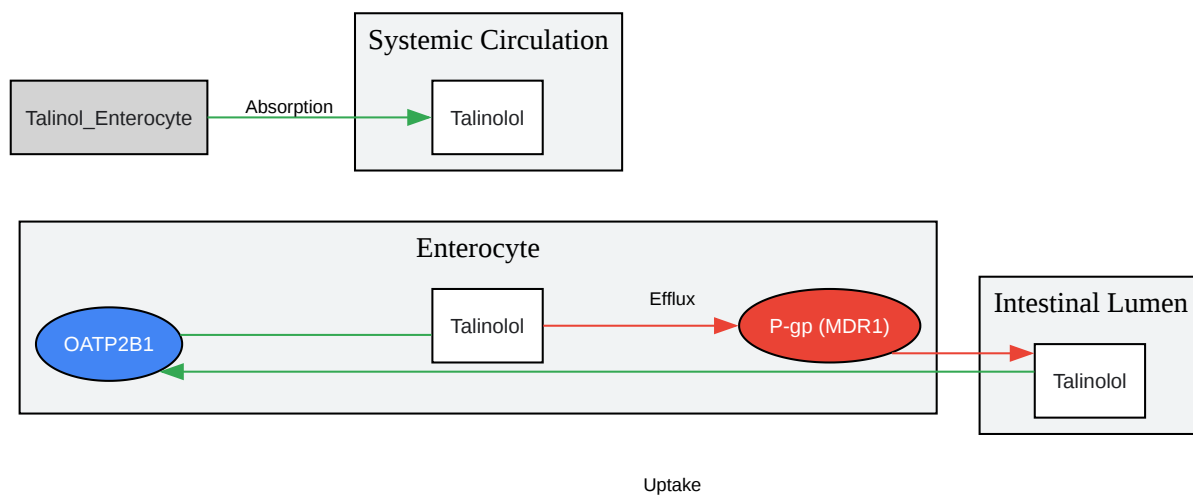 Systemic Circulation
Talinol_Enterocyte
Absorption
Talinolol
Enterocyte
OATP2B1
Talinolol
Efflux
P-gp (MDR1)
Intestinal Lumen
Talinolol
Uptake